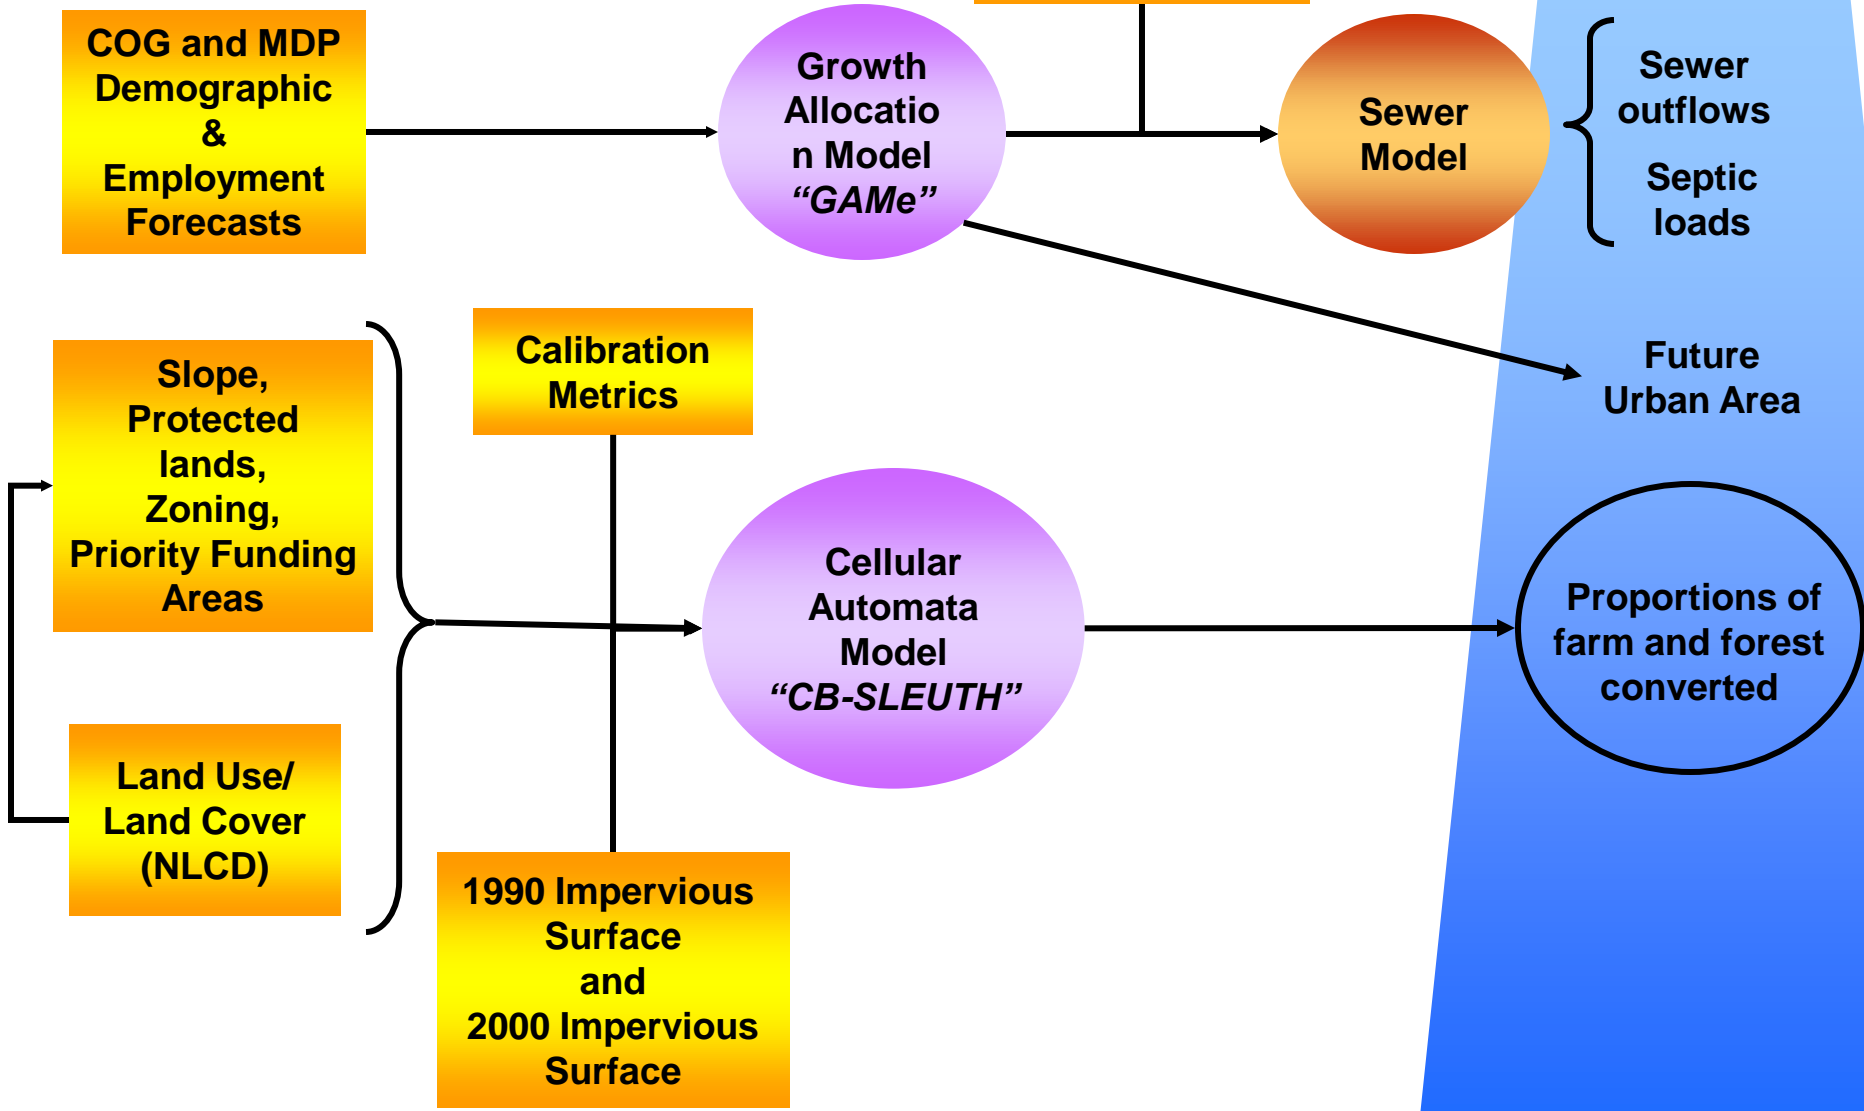 COG and MDP
Demographic
&
Employment
Forecasts
Growth
Allocatio
n Model
“GAMe”
Sewer
Model
Sewer
outflows
Septic
loads
Future
Urban Area
Slope,
Protected
lands,
Zoning,
Priority Funding
Areas
Calibration
Metrics
Cellular
Automata
Model
“CB-SLEUTH”
Proportions of
farm and forest
converted
Land Use/
Land Cover
(NLCD)
1990 Impervious
Surface
and
2000 Impervious
Surface